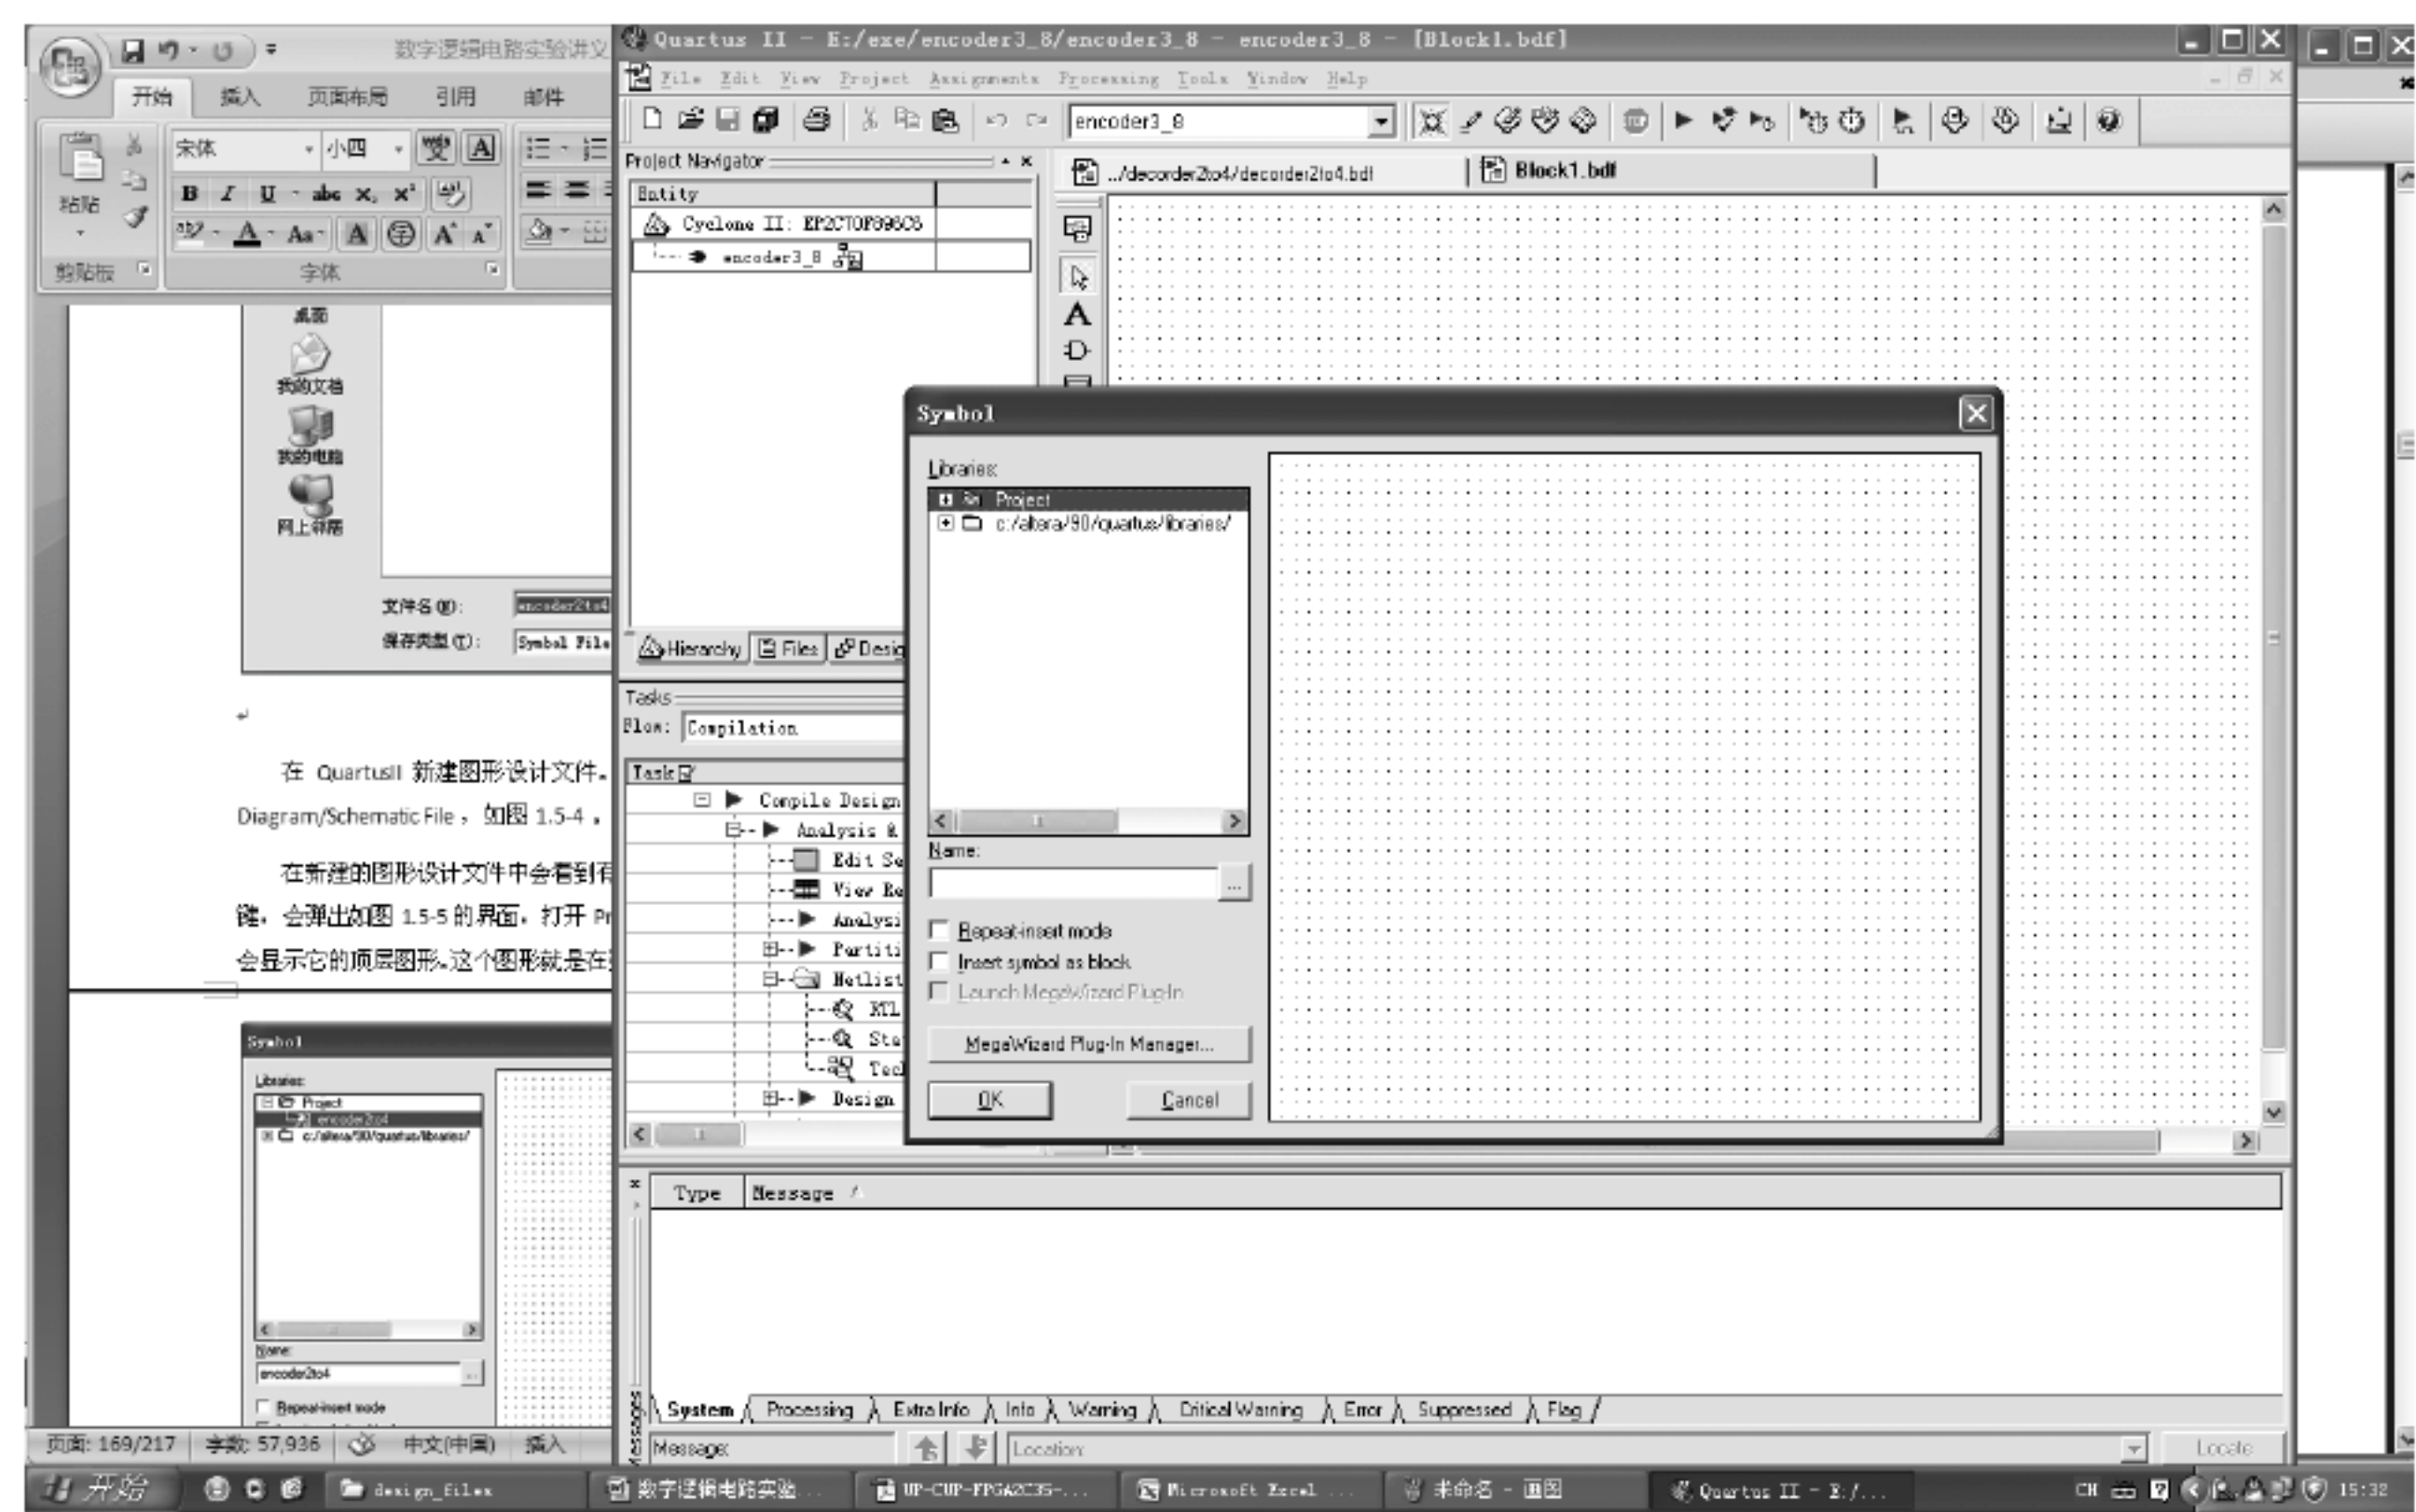 数字逻辑电路实验讲义
开始 插入 页面布局 引用 邮件
宋体 小四
粘贴
B I U abc X₂ X²
Aa A
剪贴板 字体
桌面
我的文档
我的电脑
网上邻居
文件名(N): encoder2to4
保存类型(T): Symbol File
在 QuartusII 新建图形设计文件。
Diagram/Schematic File，如图 1.5-4，
在新建的图形设计文件中会看到有
键，会弹出如图 1.5-5 的界面，打开 Pr
会显示它的顶层图形。这个图形就是在
Symbol
Libraries:
Project
encoder2to4
c:/altera/90/quartus/libraries/
Name:
encoder2to4
Repeat-insert mode
页面: 169/217 字数: 57,936 中文(中国) 插入
Quartus II - E:/exe/encoder3_8/encoder3_8 - encoder3_8 - [Block1.bdf]
File Edit View Project Assignments Processing Tools Window Help
encoder3_8
Project Navigator
Entity
Cyclone II: EP2C70F896C6
encoder3_8
Hierarchy Files Desig
../decorder2to4/decorder2to4.bdf Block1.bdf
A
Tasks
Flow: Compilation
Task
Compile Design
Analysis &
Edit Se
View Re
Analysi
Partiti
Netlist
RTL
Sta
Tec
Design
Symbol
Libraries:
Project
c:/altera/90/quartus/libraries/
Name:
...
Repeat-insert mode
Insert symbol as block
Launch MegaWizard Plug-In
MegaWizard Plug-In Manager...
OK Cancel
Type Message
System Processing Extra Info Info Warning Critical Warning Error Suppressed Flag
Messages
Message: Location: Locate
开始 design_files 数字逻辑电路实验... UP-CUP-FPGA2C35-... Microsoft Excel ... 未命名 - 画图 Quartus II - E:/... CH 15:32